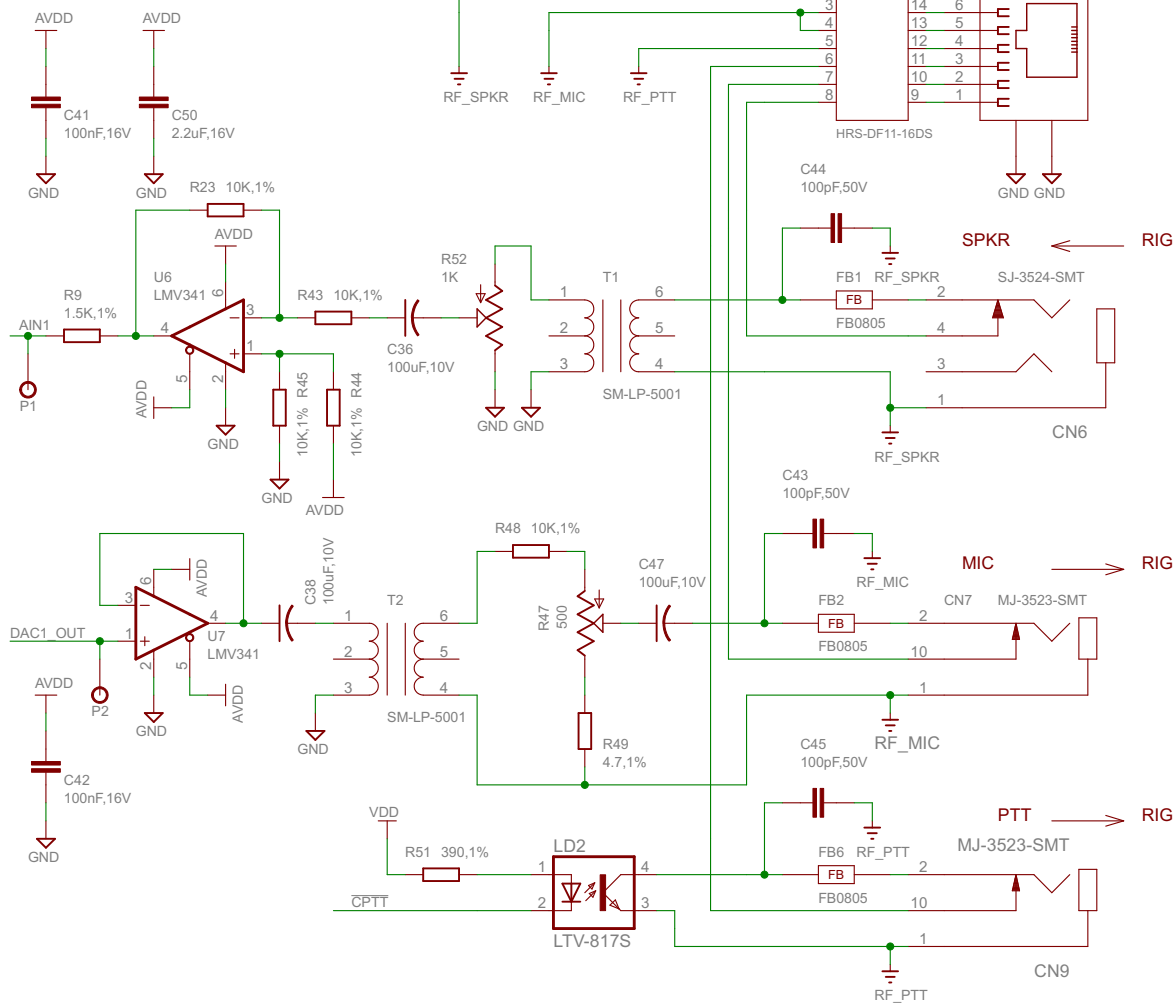 AVDD AVDD
C41
100nF,16V
C50
2.2uF,16V
GND GND
RF_SPKR RF_MIC RF_PTT
3 14 6
4 13 5
5 12 4
6 11 3
7 10 2
8 9 1
HRS-DF11-16DS
GND GND
R23 10K,1%
AVDD
U6
LMV341
R9
1.5K,1%
AIN1
P1
4 6 3 1 5 2
AVDD
GND
R43 10K,1%
C36
100uF,10V
R45
10K,1%
R44
10K,1%
GND
AVDD
R52
1K
GND GND
T1
1 6
2 5
3 4
SM-LP-5001
C44
100pF,50V
RF_SPKR
FB1
FB
FB0805
SPKR RIG
SJ-3524-SMT
2
4
3
1
CN6
RF_SPKR
DAC1_OUT
P2
3 6 4 1 2 5
AVDD
U7
LMV341
AVDD
GND
C38
100uF,10V
T2
1 6
2 5
3 4
SM-LP-5001
GND
R48 10K,1%
R47
500
C47
100uF,10V
R49
4.7,1%
C43
100pF,50V
RF_MIC
FB2
FB
FB0805
MIC RIG
CN7 MJ-3523-SMT
2
10
1
RF_MIC
AVDD
C42
100nF,16V
GND
VDD
R51 390,1%
CPTT
LD2
1 4
2 3
LTV-817S
C45
100pF,50V
RF_PTT
FB6
FB
FB0805
PTT RIG
MJ-3523-SMT
2
10
1
CN9
RF_PTT